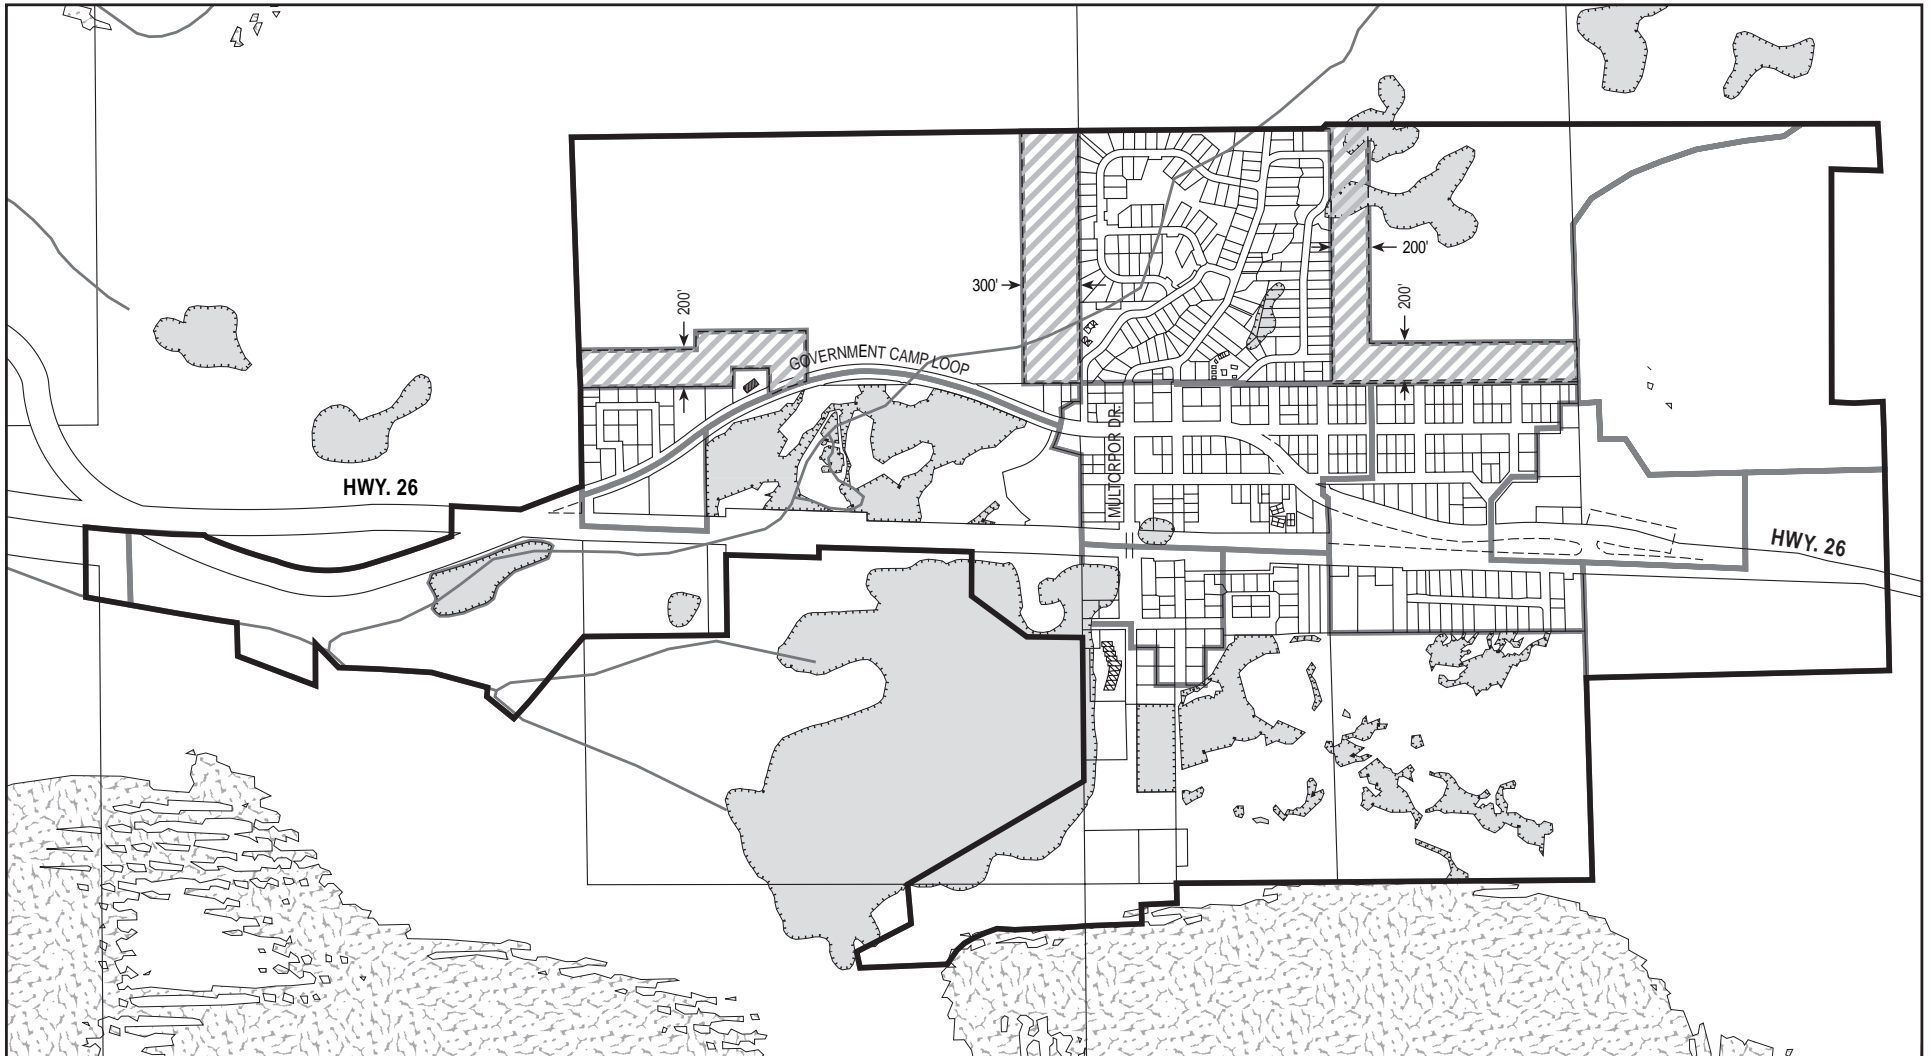 200'
300'
200'
200'
GOVERNMENT CAMP LOOP
MULTORPOR DR.
HWY. 26
HWY. 26